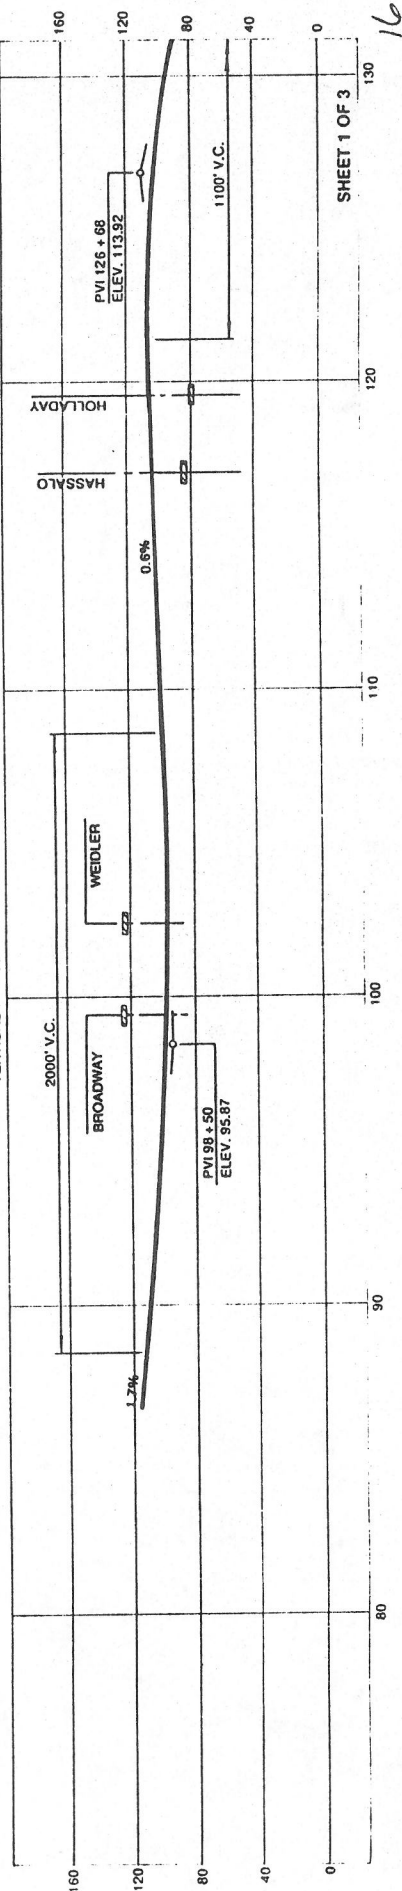 160
120
80
40
0
80
90
100
110
120
130
1.7%
2000' V.C.
BROADWAY
PVI 98 + 50
ELEV. 95.87
WEIDLER
0.6%
HASSALO
HOLLADAY
PVI 126 + 68
ELEV. 113.92
1100' V.C.
160
120
80
40
0
SHEET 1 OF 3
16